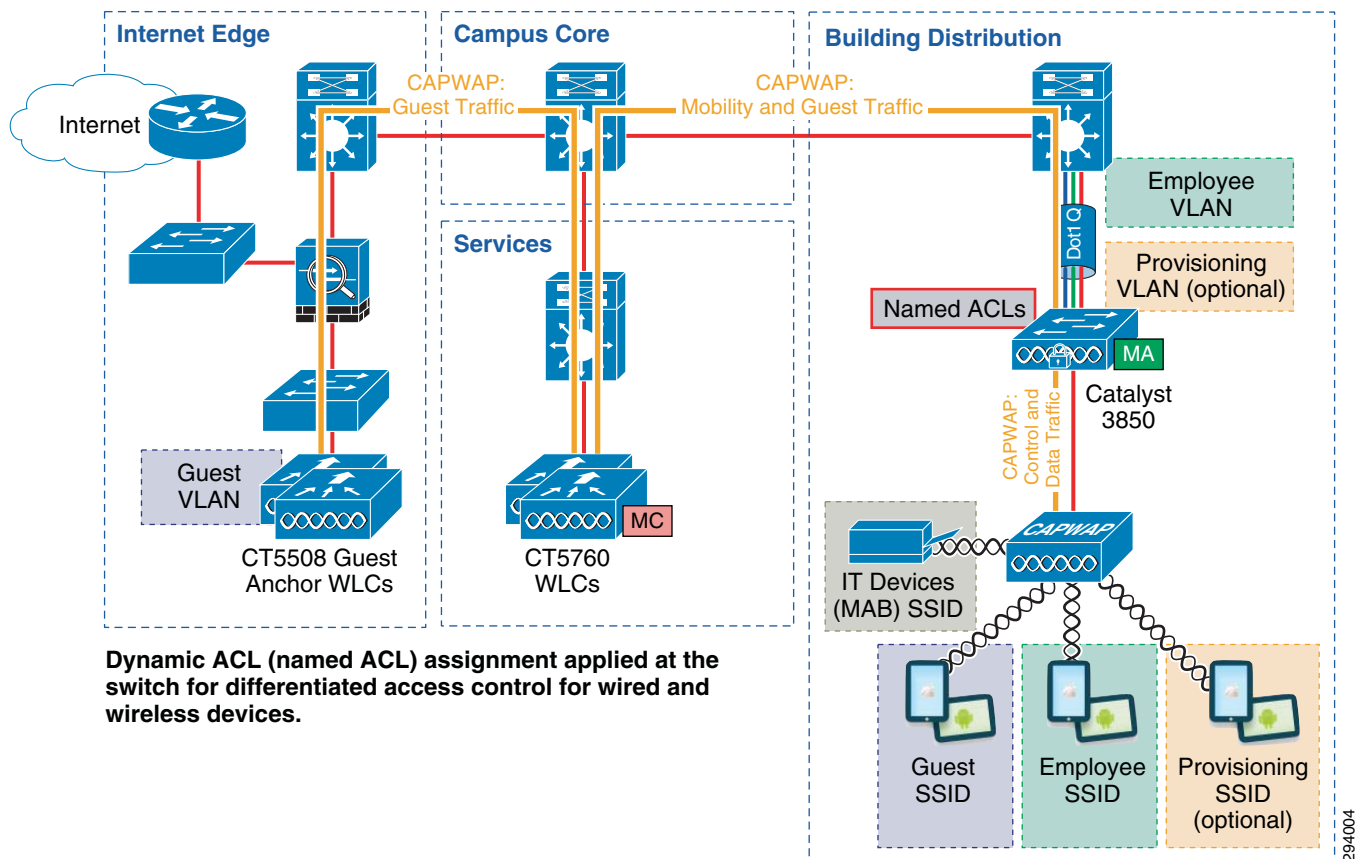 Internet Edge
Campus Core
Building Distribution
CAPWAP:
Guest Traffic
CAPWAP:
Mobility and Guest Traffic
Internet
Employee
VLAN
Dot1 Q
Services
Provisioning
VLAN (optional)
Named ACLs
MA
Catalyst
3850
CAPWAP:
Control and
Data Traffic
Guest
VLAN
MC
CT5508 Guest
Anchor WLCs
CT5760
WLCs
CAPWAP
IT Devices
(MAB) SSID
Dynamic ACL (named ACL) assignment applied at the
switch for differentiated access control for wired and
wireless devices.
Guest
SSID
Employee
SSID
Provisioning
SSID
(optional)
294004